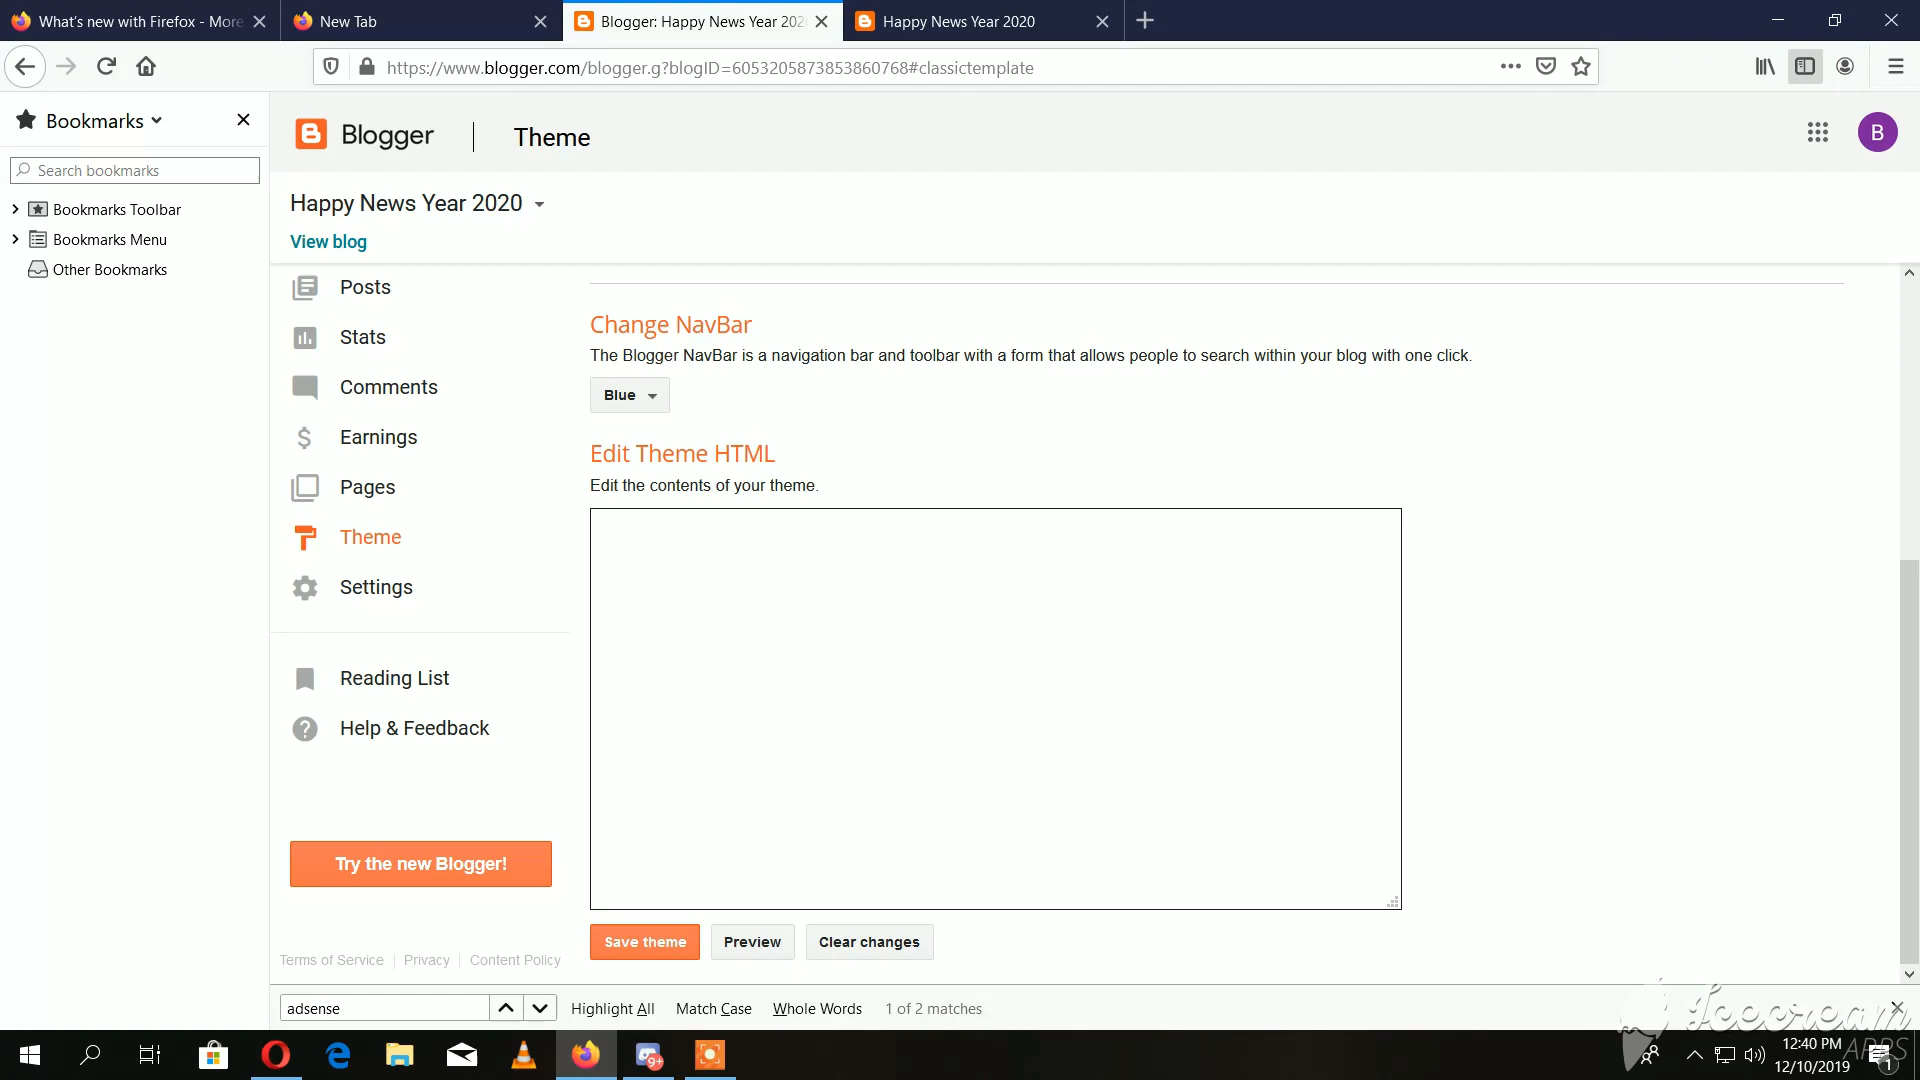 What's new with Firefox - More
New Tab
Blogger: Happy News Year 202
Happy News Year 2020
https://www.blogger.com/blogger.g?blogID=6053205873853860768#classictemplate
Bookmarks
Search bookmarks
Bookmarks Toolbar
Bookmarks Menu
Other Bookmarks
Blogger
Theme
B
Happy News Year 2020
View blog
Posts
Stats
Comments
Earnings
Pages
Theme
Settings
Reading List
Help & Feedback
Try the new Blogger!
Terms of Service
Privacy
Content Policy
Change NavBar
The Blogger NavBar is a navigation bar and toolbar with a form that allows people to search within your blog with one click.
Blue
Edit Theme HTML
Edit the contents of your theme.
Save theme
Preview
Clear changes
adsense
Highlight All
Match Case
Whole Words
1 of 2 matches
Icecream
APPS
9+
12:40 PM
12/10/2019
1